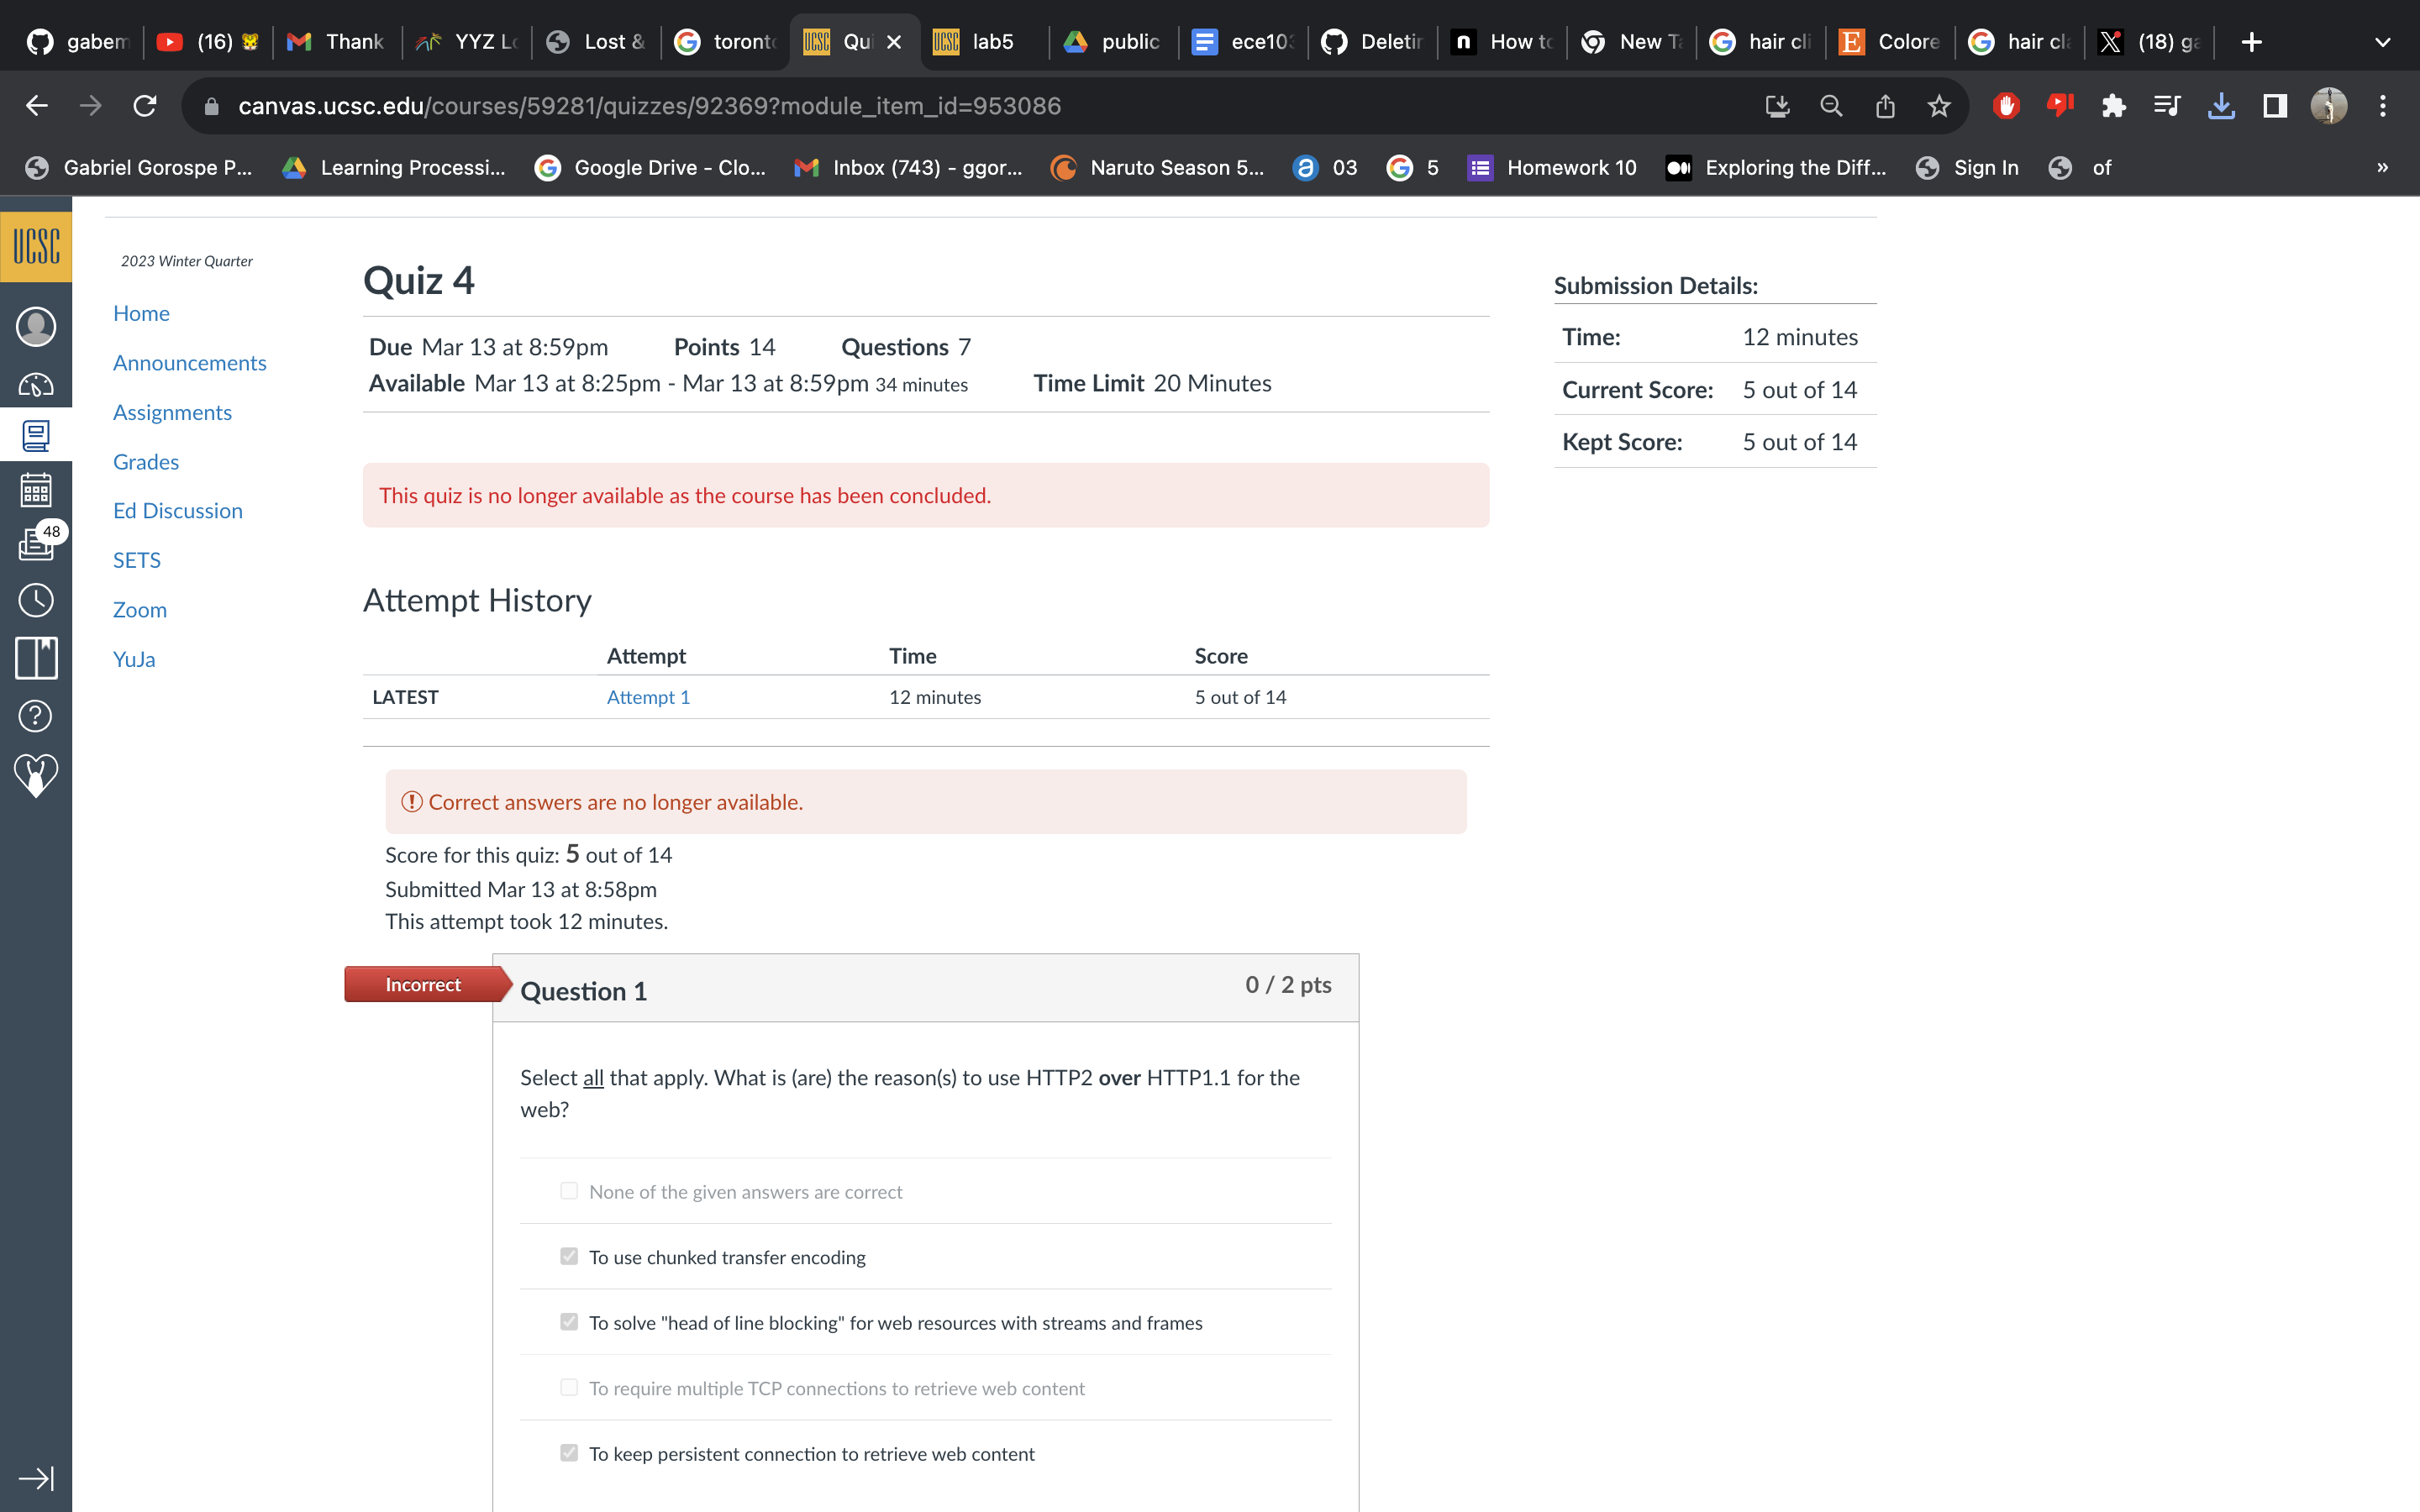 gabem
(16)
Thank
YYZ Lo
Lost &
toronto
Qui
lab5
public
ece103
Deletin
How to
New Ta
hair cli
Colore
hair cla
(18) ga
canvas.ucsc.edu/courses/59281/quizzes/92369?module_item_id=953086
Gabriel Gorospe P...
Learning Processi...
Google Drive - Clo...
Inbox (743) - ggor...
Naruto Season 5...
03
5
Homework 10
Exploring the Diff...
Sign In
of
»
UCSC
48
2023 Winter Quarter
Home
Announcements
Assignments
Grades
Ed Discussion
SETS
Zoom
YuJa
Quiz 4
Due Mar 13 at 8:59pm Points 14 Questions 7
Available Mar 13 at 8:25pm - Mar 13 at 8:59pm 34 minutes Time Limit 20 Minutes
This quiz is no longer available as the course has been concluded.
Attempt History
Attempt Time Score
LATEST Attempt 1 12 minutes 5 out of 14
Correct answers are no longer available.
Score for this quiz: 5 out of 14
Submitted Mar 13 at 8:58pm
This attempt took 12 minutes.
Incorrect
Question 1
0 / 2 pts
Select all that apply. What is (are) the reason(s) to use HTTP2 over HTTP1.1 for the
web?
None of the given answers are correct
To use chunked transfer encoding
To solve "head of line blocking" for web resources with streams and frames
To require multiple TCP connections to retrieve web content
To keep persistent connection to retrieve web content
Submission Details:
Time: 12 minutes
Current Score: 5 out of 14
Kept Score: 5 out of 14